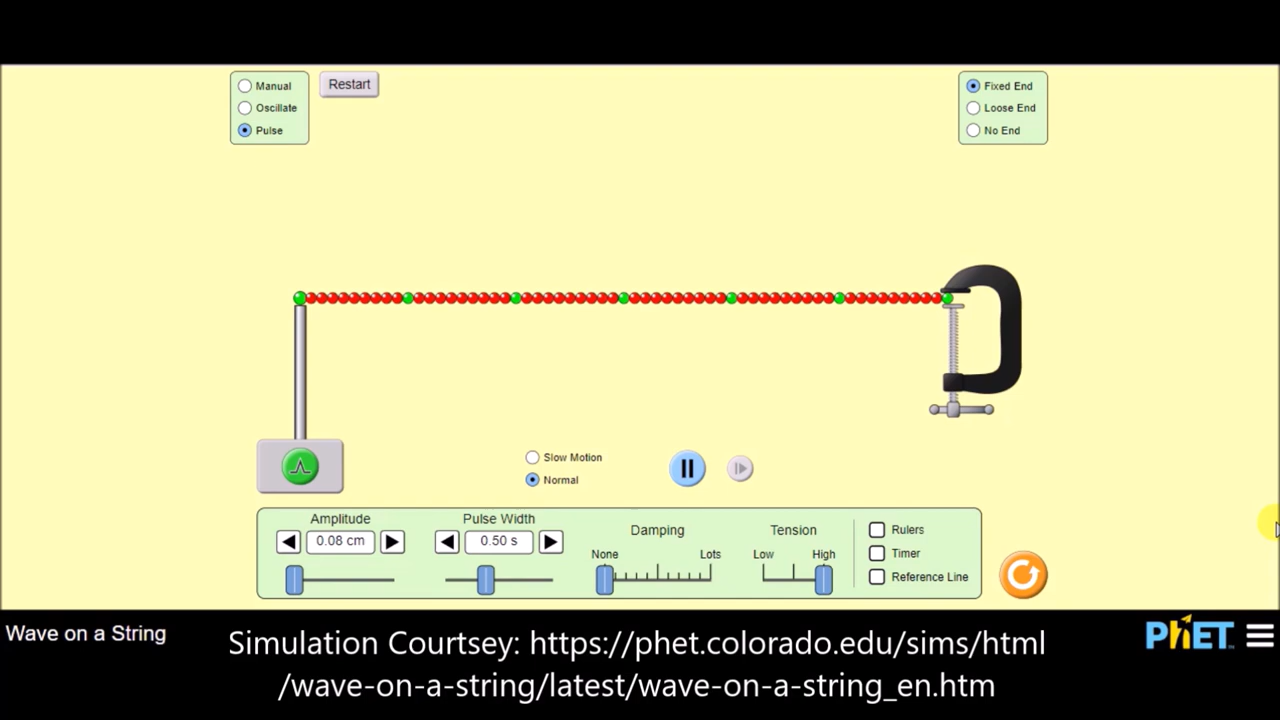 Manual
Oscillate
Pulse
Restart
Fixed End
Loose End
No End
Slow Motion
Normal
Amplitude
0.08 cm
Pulse Width
0.50 s
Damping
None
Lots
Tension
Low
High
Rulers
Timer
Reference Line
Wave on a String
Simulation Courtsey: https://phet.colorado.edu/sims/html
/wave-on-a-string/latest/wave-on-a-string_en.htm
PhET